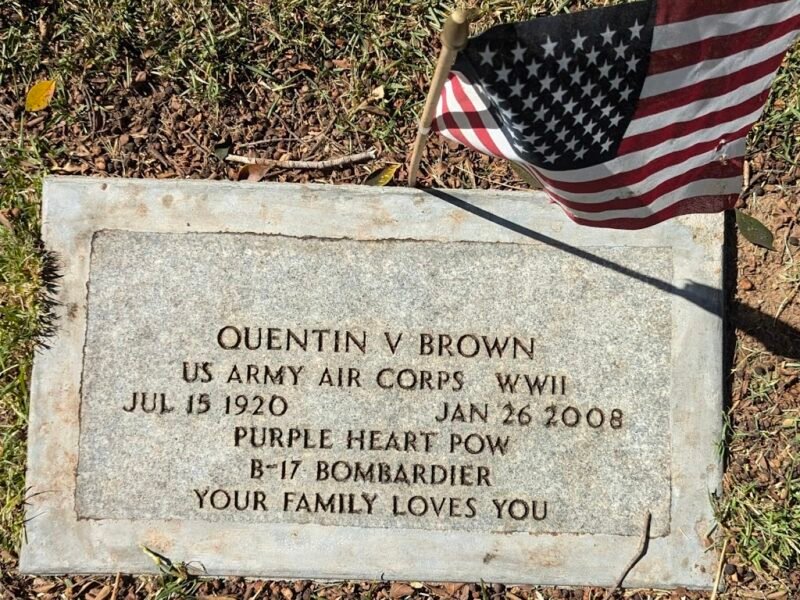 QUENTIN V BROWN
US ARMY AIR CORPS WWII
JUL 15 1920 JAN 26 2008
PURPLE HEART POW
B-17 BOMBARDIER
YOUR FAMILY LOVES YOU